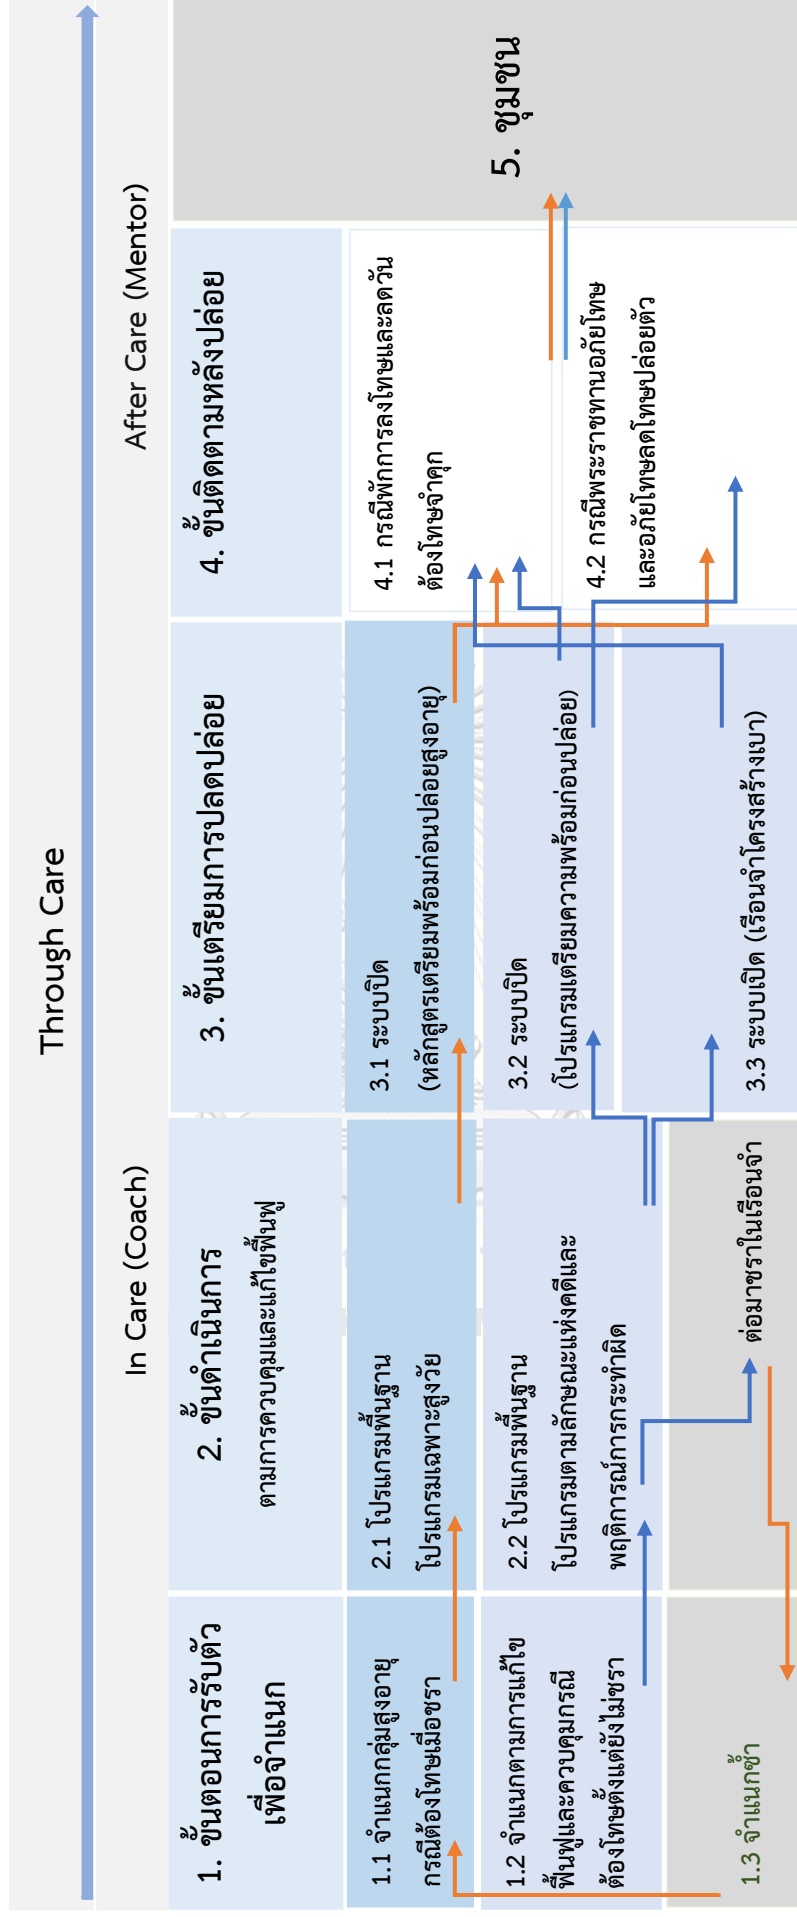 Through Care
In Care (Coach)
After Care (Mentor)
1. ขั้นตอนการรับตัว
เพื่อจำแนก
2. ขั้นดำเนินการ
ตามการควบคุมและแก้ไขฟื้นฟู
3. ขั้นเตรียมการปลดปล่อย
4. ขั้นติดตามหลังปล่อย
5. ชุมชน
1.1 จำแนกกลุ่มสูงอายุ
กรณีต้องโทษเมื่อชรา
2.1 โปรแกรมพื้นฐาน
โปรแกรมเฉพาะสูงวัย
3.1 ระบบปิด
(หลักสูตรเตรียมพร้อมก่อนปล่อยสูงอายุ)
4.1 กรณีพักการลงโทษและลดวัน
ต้องโทษจำคุก
1.2 จำแนกตามการแก้ไข
ฟื้นฟูและควบคุมกรณี
ต้องโทษตั้งแต่ยังไม่ชรา
2.2 โปรแกรมพื้นฐาน
โปรแกรมตามลักษณะแห่งคดีและ
พฤติการณ์การกระทำผิด
3.2 ระบบปิด
(โปรแกรมเตรียมความพร้อมก่อนปล่อย)
4.2 กรณีพระราชทานอภัยโทษ
และอภัยโทษลดโทษปล่อยตัว
1.3 จำแนกซ้ำ
ต่อมาชราในเรือนจำ
3.3 ระบบเปิด (เรือนจำโครงสร้างเบา)